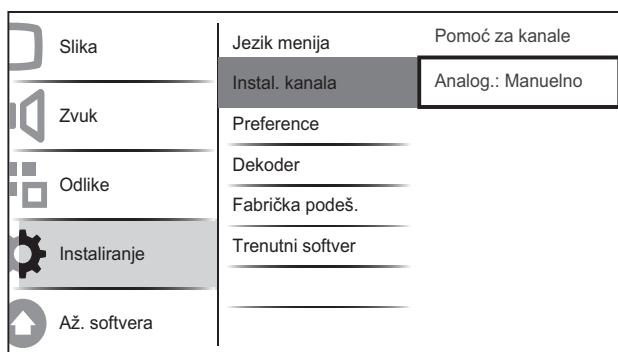 Slika
Zvuk
Odlike
Instaliranje
Až. softvera
Jezik menija
Instal. kanala
Preference
Dekoder
Fabrička podeš.
Trenutni softver
Pomoć za kanale
Analog.: Manuelno